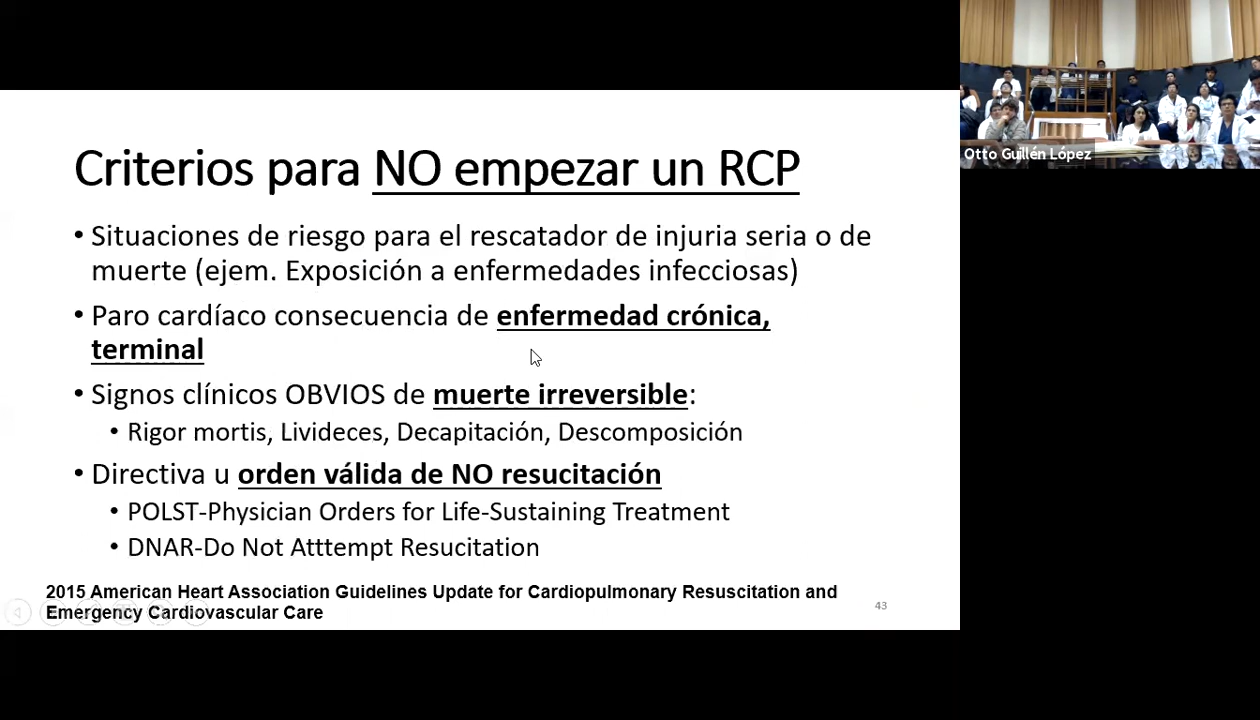 Criterios para NO empezar un RCP
• Situaciones de riesgo para el rescatador de injuria seria o de
muerte (ejem. Exposición a enfermedades infecciosas)
• Paro cardíaco consecuencia de enfermedad crónica,
terminal
• Signos clínicos OBVIOS de muerte irreversible:
• Rigor mortis, Livideces, Decapitación, Descomposición
• Directiva u orden válida de NO resucitación
• POLST-Physician Orders for Life-Sustaining Treatment
• DNAR-Do Not Atttempt Resucitation
2015 American Heart Association Guidelines Update for Cardiopulmonary Resuscitation and
Emergency Cardiovascular Care
43
Otto Guillén López